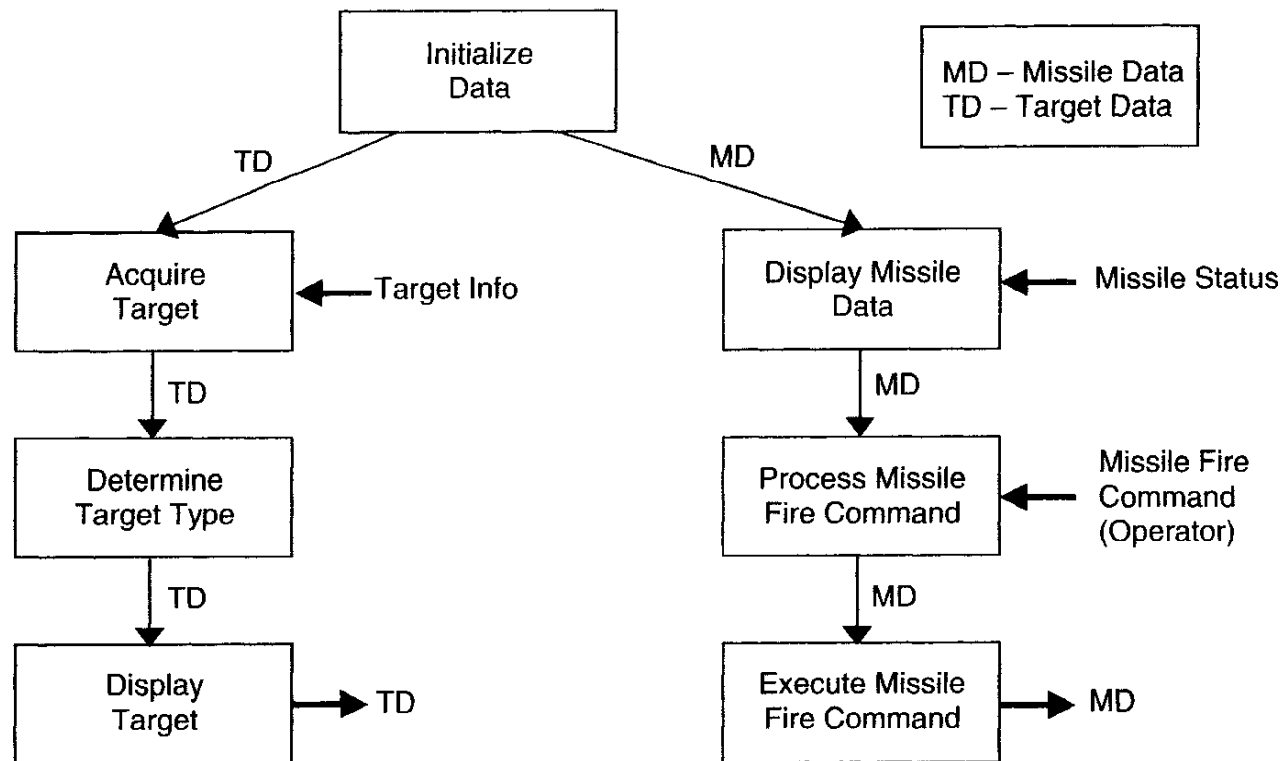 Initialize
Data
MD – Missile Data
TD – Target Data
TD
MD
Acquire
Target
Target Info
Display Missile
Data
Missile Status
TD
MD
Determine
Target Type
Process Missile
Fire Command
Missile Fire
Command
(Operator)
TD
MD
Display
Target
TD
Execute Missile
Fire Command
MD